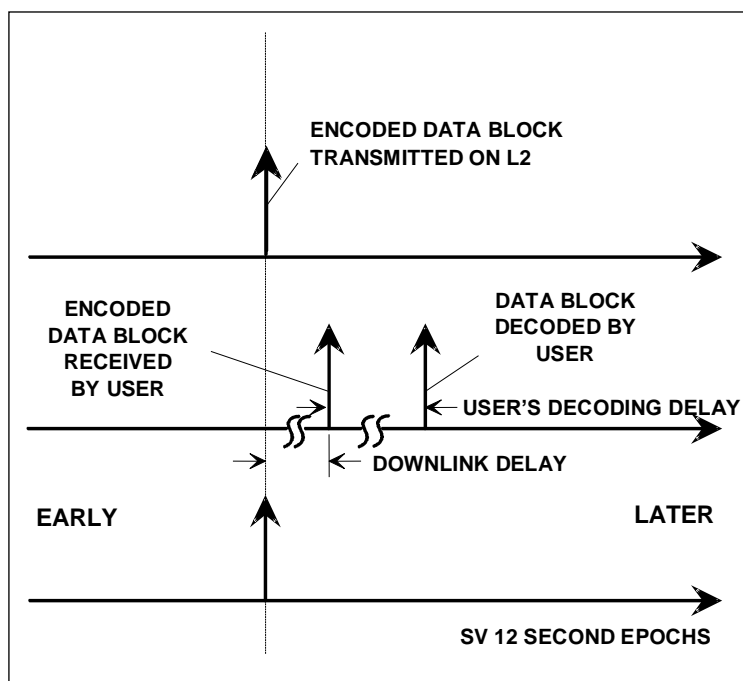 ENCODED DATA BLOCK
TRANSMITTED ON L2
ENCODED
DATA BLOCK
RECEIVED
BY USER
DATA BLOCK
DECODED BY
USER
USER'S DECODING DELAY
DOWNLINK DELAY
EARLY
LATER
SV 12 SECOND EPOCHS